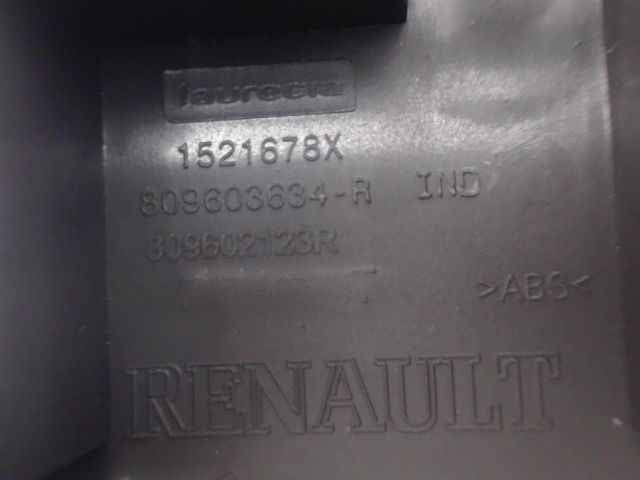 faurecia
1521678X
809603634-R IND
809602123R
>ABS<
RENAULT